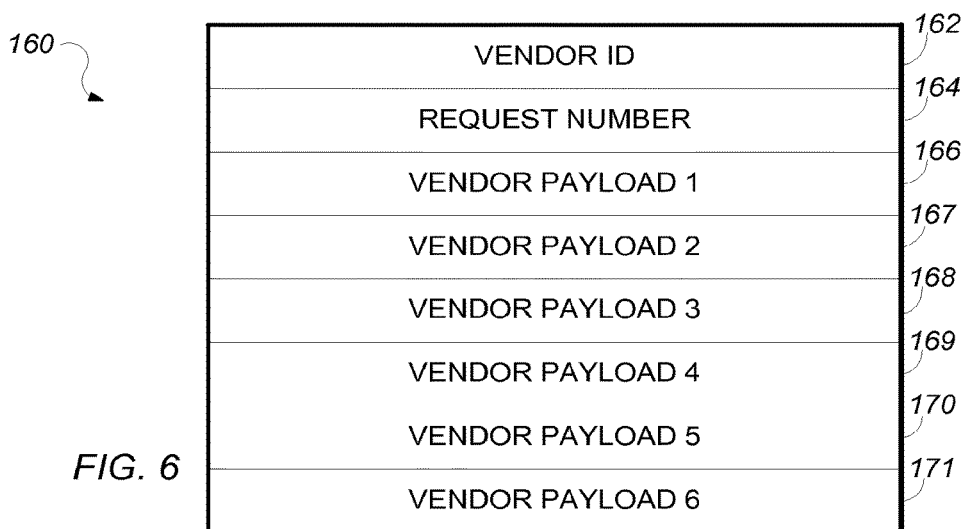 160
162
VENDOR ID
164
REQUEST NUMBER
166
VENDOR PAYLOAD 1
167
VENDOR PAYLOAD 2
168
VENDOR PAYLOAD 3
169
VENDOR PAYLOAD 4
170
VENDOR PAYLOAD 5
171
VENDOR PAYLOAD 6
FIG. 6